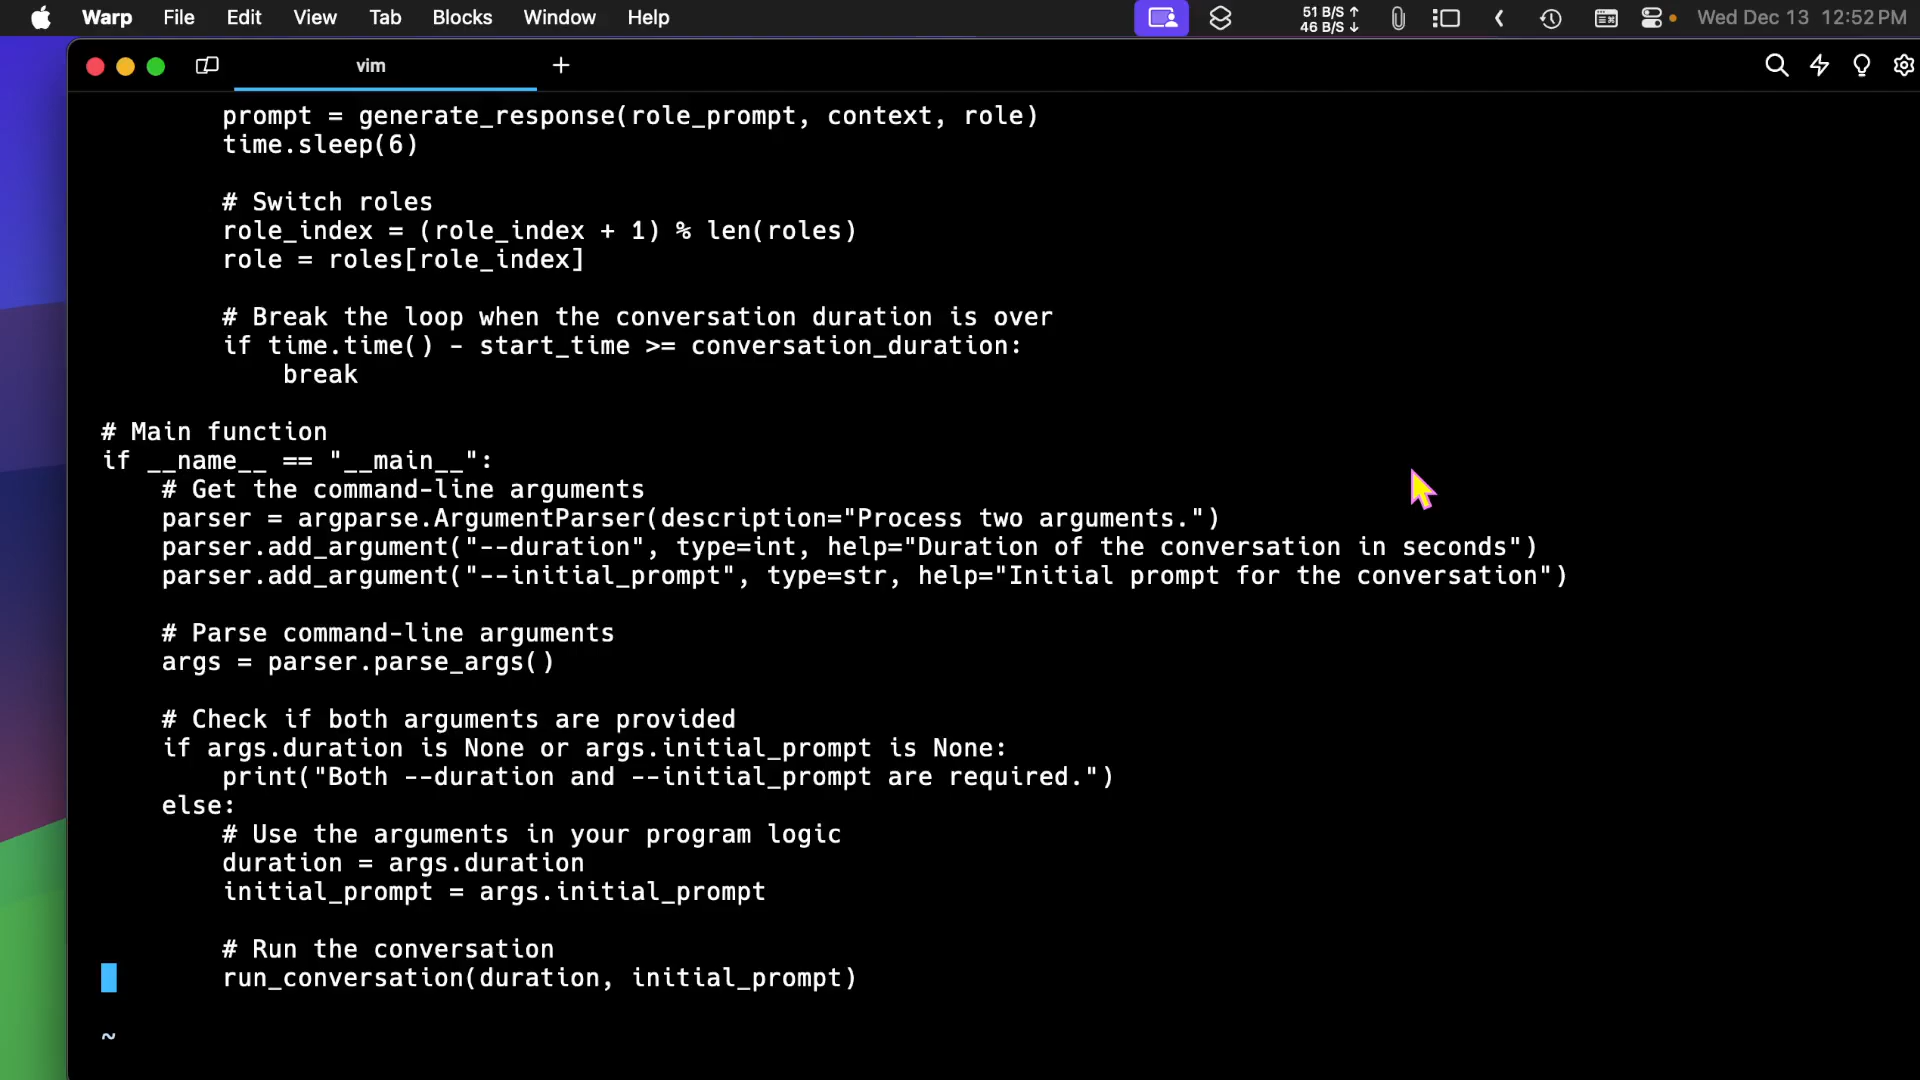 Warp File Edit View Tab Blocks Window Help 51 B/S ↑ 46 B/S ↓ Wed Dec 13 12:52 PM
vim +
prompt = generate_response(role_prompt, context, role)
time.sleep(6)
# Switch roles
role_index = (role_index + 1) % len(roles)
role = roles[role_index]
# Break the loop when the conversation duration is over
if time.time() - start_time >= conversation_duration:
break
# Main function
if __name__ == "__main__":
# Get the command-line arguments
parser = argparse.ArgumentParser(description="Process two arguments.")
parser.add_argument("--duration", type=int, help="Duration of the conversation in seconds")
parser.add_argument("--initial_prompt", type=str, help="Initial prompt for the conversation")
# Parse command-line arguments
args = parser.parse_args()
# Check if both arguments are provided
if args.duration is None or args.initial_prompt is None:
print("Both --duration and --initial_prompt are required.")
else:
# Use the arguments in your program logic
duration = args.duration
initial_prompt = args.initial_prompt
# Run the conversation
run_conversation(duration, initial_prompt)
~